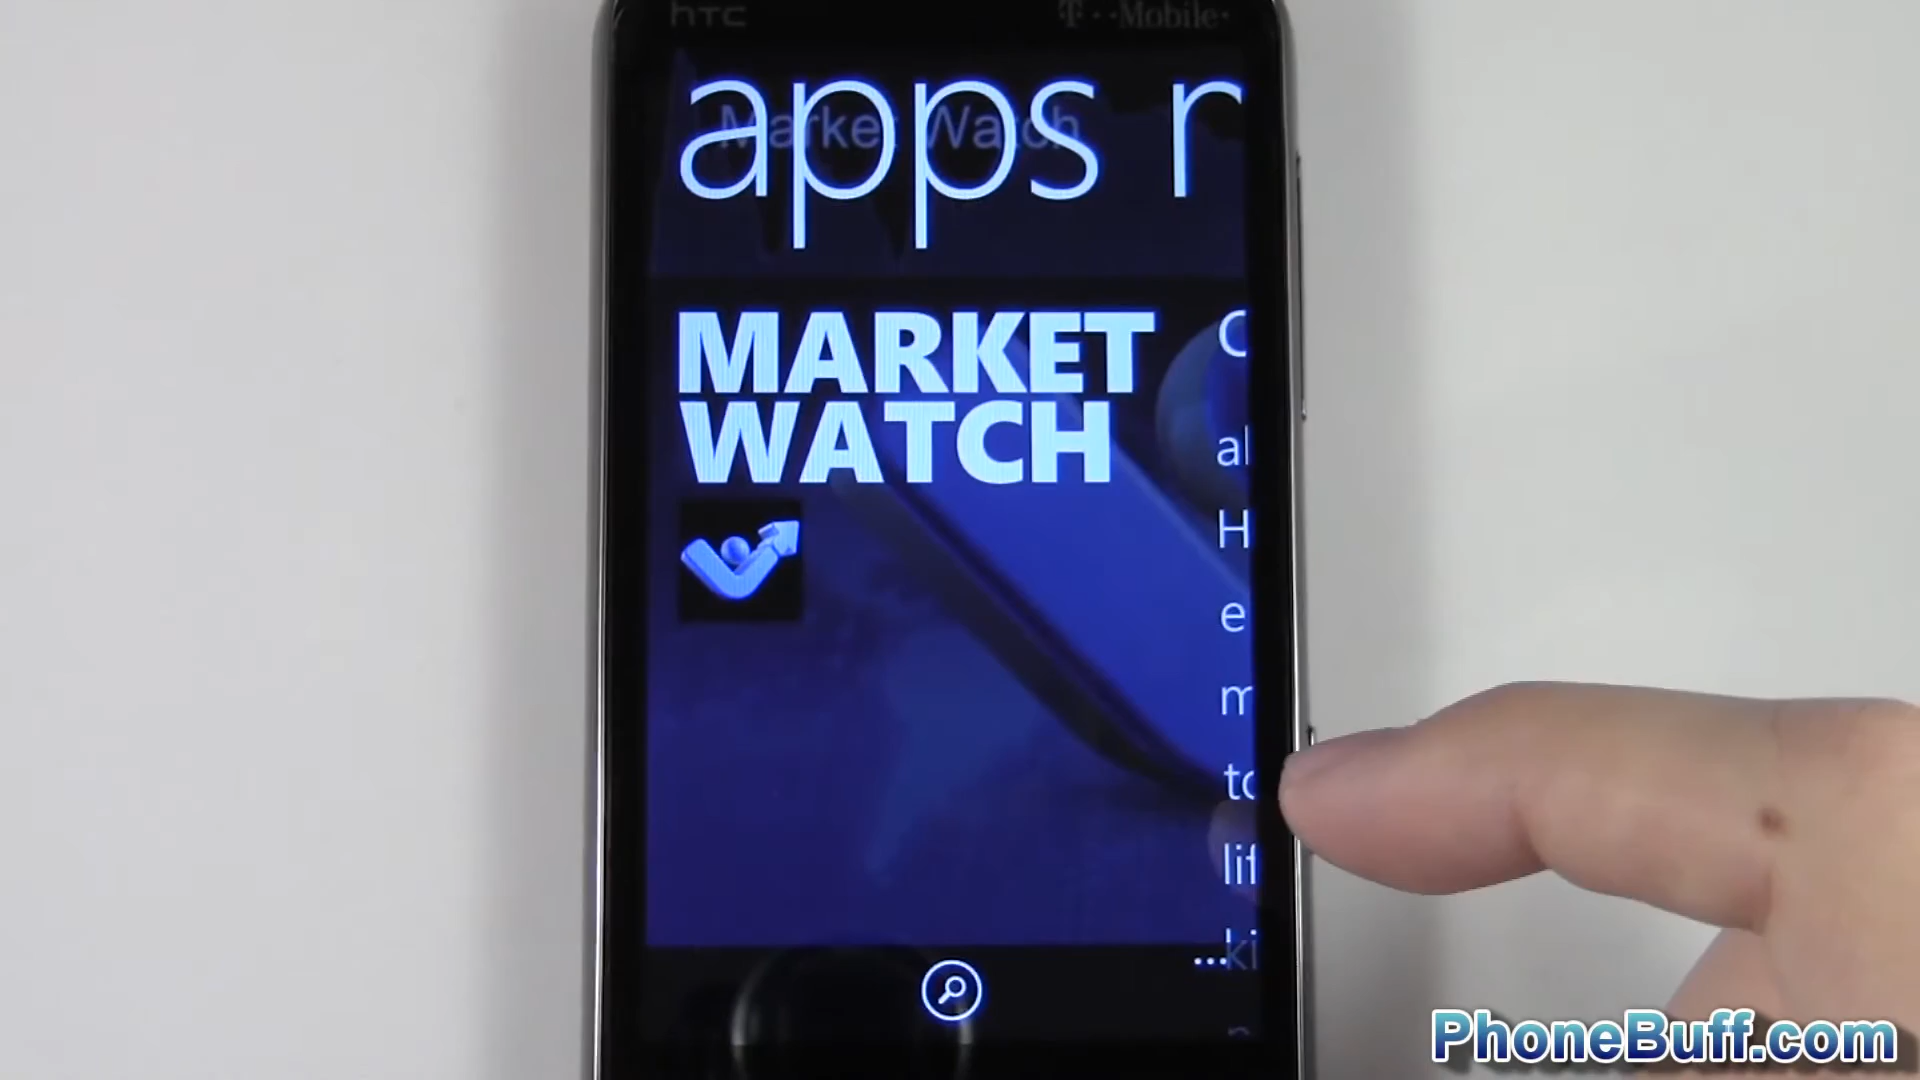 hTC T··Mobile·
apps
Market Watch
MARKET
WATCH
al
H
e
m
to
lif
ki
PhoneBuff.com